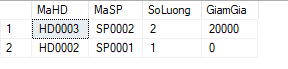 MaHD MaSP SoLuong GiamGia
1 HD0003 SP0002 2 20000
2 HD0002 SP0001 1 0